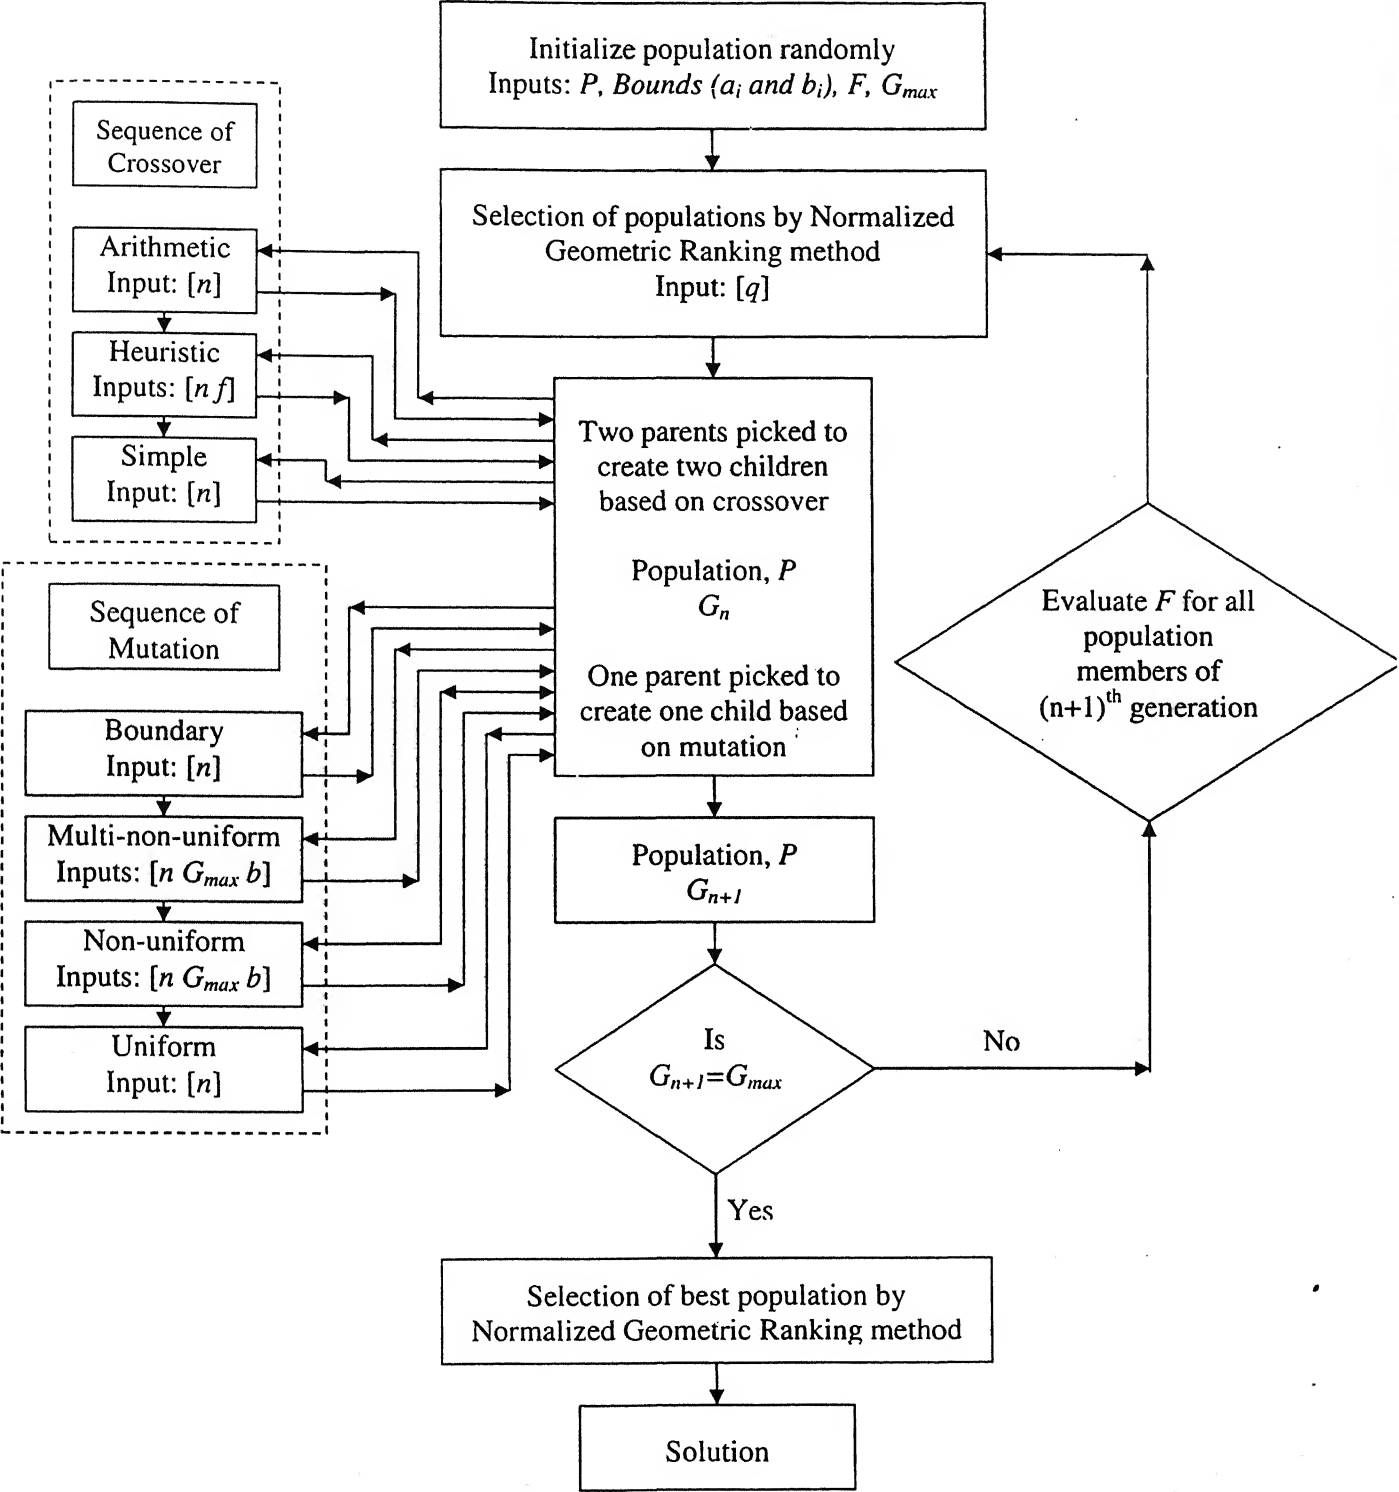 Initialize population randomly
Inputs: P, Bounds (ai and bi), F, Gmax
Selection of populations by Normalized
Geometric Ranking method
Input: [q]
Sequence of
Crossover
Arithmetic
Input: [n]
Heuristic
Inputs: [n f]
Simple
Input: [n]
Two parents picked to
create two children
based on crossover
Population, P
Gn
One parent picked to
create one child based
on mutation
Sequence of
Mutation
Boundary
Input: [n]
Multi-non-uniform
Inputs: [n Gmax b]
Non-uniform
Inputs: [n Gmax b]
Uniform
Input: [n]
Evaluate F for all
population
members of
(n+1)th generation
Population, P
Gn+1
Is
Gn+1=Gmax
No
Yes
Selection of best population by
Normalized Geometric Ranking method
Solution